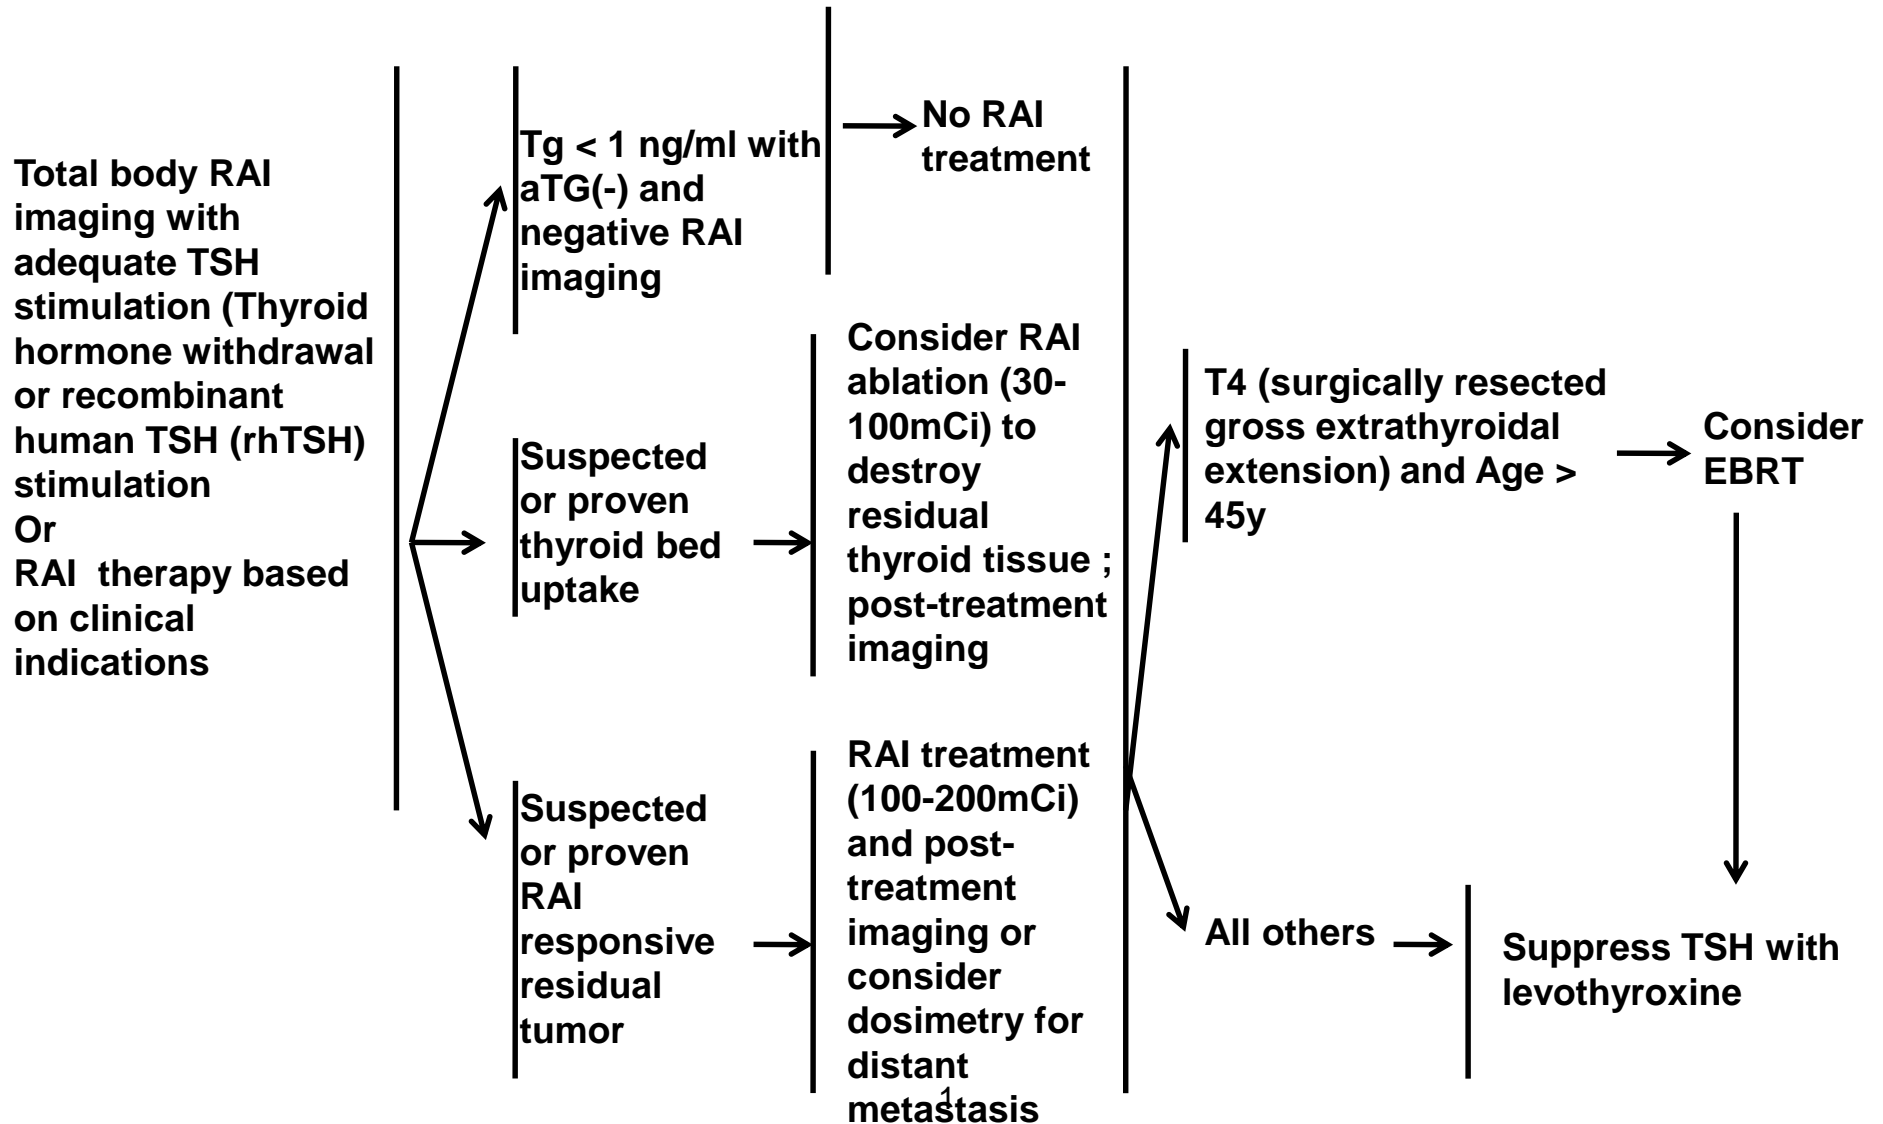 Total body RAI
imaging with
adequate TSH
stimulation (Thyroid
hormone withdrawal
or recombinant
human TSH (rhTSH)
stimulation
Or
RAI  therapy based
on clinical
indications
Tg < 1 ng/ml with
aTG(-) and
negative RAI
imaging
No RAI
treatment
Suspected
or proven
thyroid bed
uptake
Consider RAI
ablation (30-
100mCi) to
destroy
residual
thyroid tissue ;
post-treatment
imaging
Suspected
or proven
RAI
responsive
residual
tumor
RAI treatment
(100-200mCi)
and post-
treatment
imaging or
consider
dosimetry for
distant
metastasis
T4 (surgically resected
gross extrathyroidal
extension) and Age >
45y
Consider
EBRT
All others
Suppress TSH with
levothyroxine
1